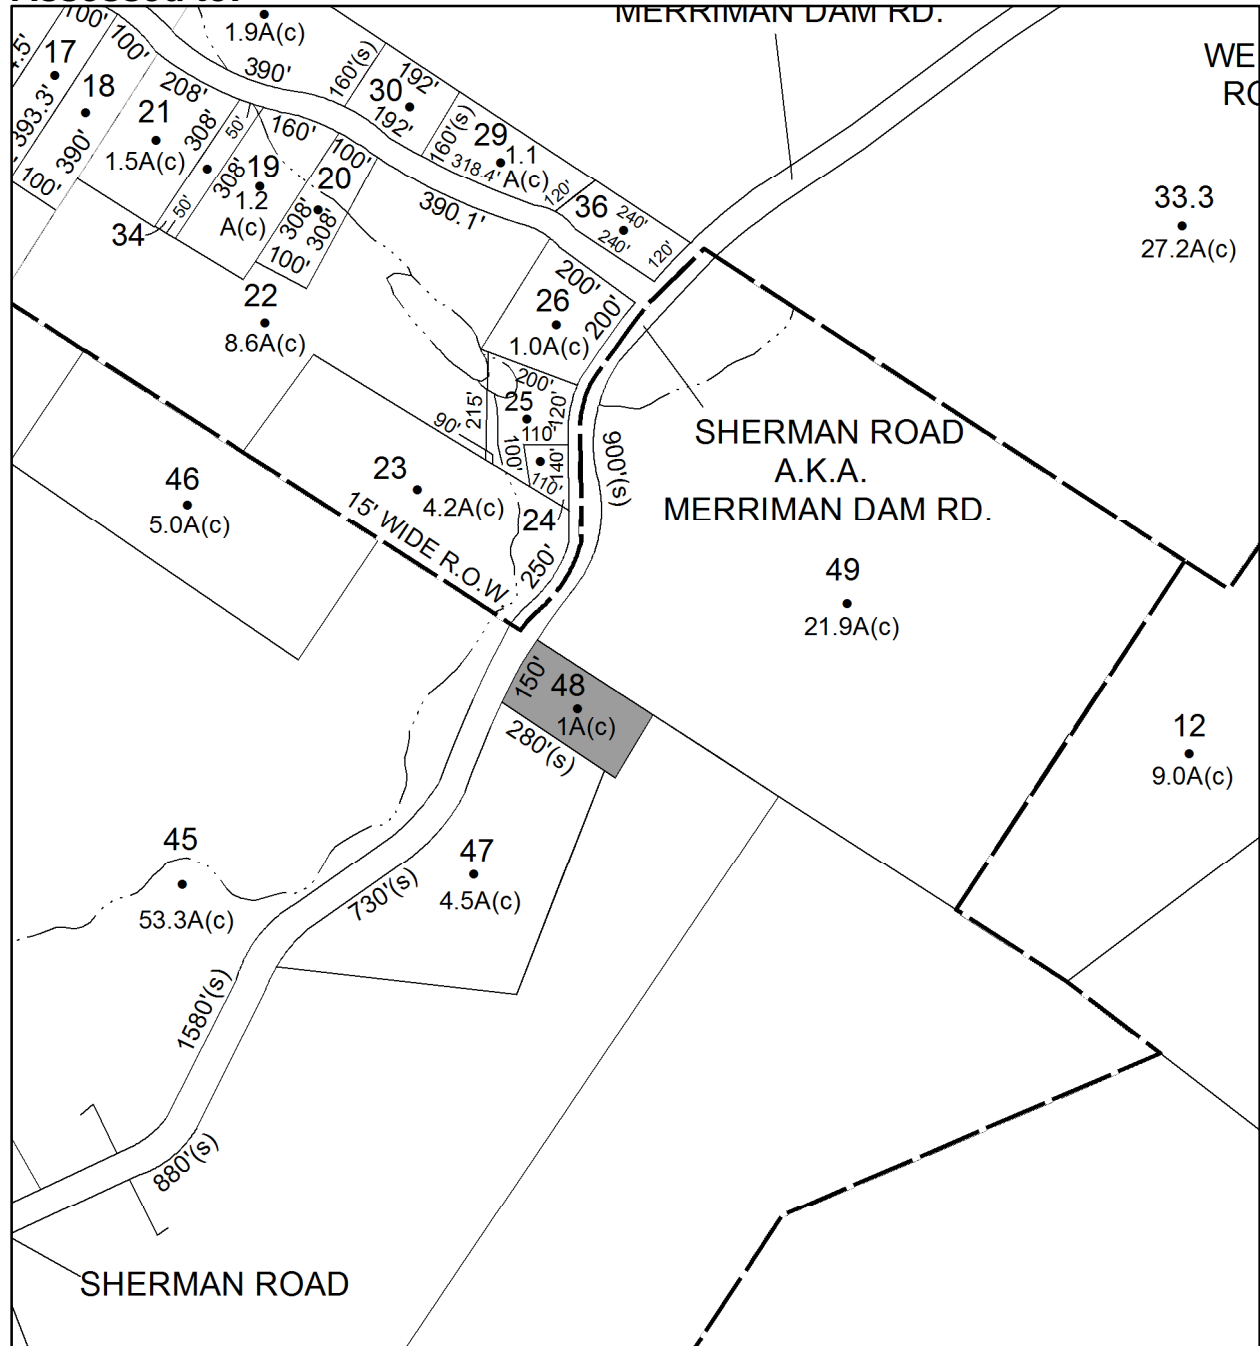 MERRIMAN DAM RD.
100'
17
393.3'
100'
18
390'
100'
208'
21
1.5A(c)
308'
50'
50'
34
1.9A(c)
390'
160'
308'
19
1.2
A(c)
100'
20
308'
308'
100'
160'(s)
192'
30
192'
160'(s)
29
1.1
A(c)
318.4'
120'
390.1'
36
240'
240'
120'
WE
33.3
27.2A(c)
22
8.6A(c)
200'
26
1.0A(c)
200'
200'
25
120'
215'
110'
100'
140'
110'
90'
900'(s)
SHERMAN ROAD
A.K.A.
MERRIMAN DAM RD.
46
5.0A(c)
23
4.2A(c)
15' WIDE R.O.W
24
250'
49
21.9A(c)
150'
48
1A(c)
280'(s)
12
9.0A(c)
45
53.3A(c)
47
4.5A(c)
730'(s)
1580'(s)
880'(s)
SHERMAN ROAD